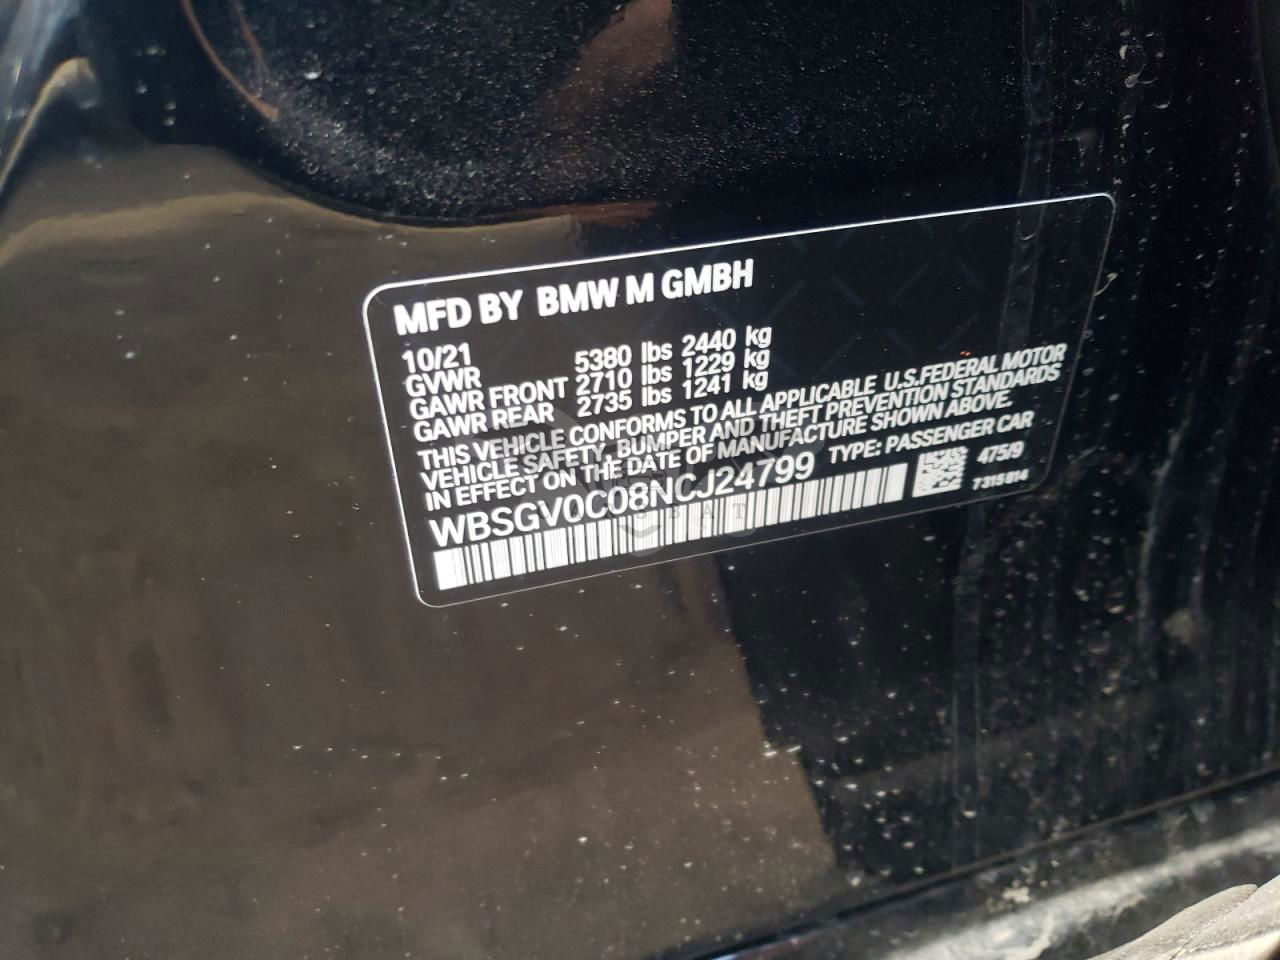 MFD BY BMW M GMBH
10/21
GVWR 5380 lbs 2440 kg
GAWR FRONT 2710 lbs 1229 kg
GAWR REAR 2735 lbs 1241 kg
THIS VEHICLE CONFORMS TO ALL APPLICABLE U.S.FEDERAL MOTOR
VEHICLE SAFETY, BUMPER AND THEFT PREVENTION STANDARDS
IN EFFECT ON THE DATE OF MANUFACTURE SHOWN ABOVE.
WBSGV0C08NCJ24799 TYPE: PASSENGER CAR
475/9
7315814